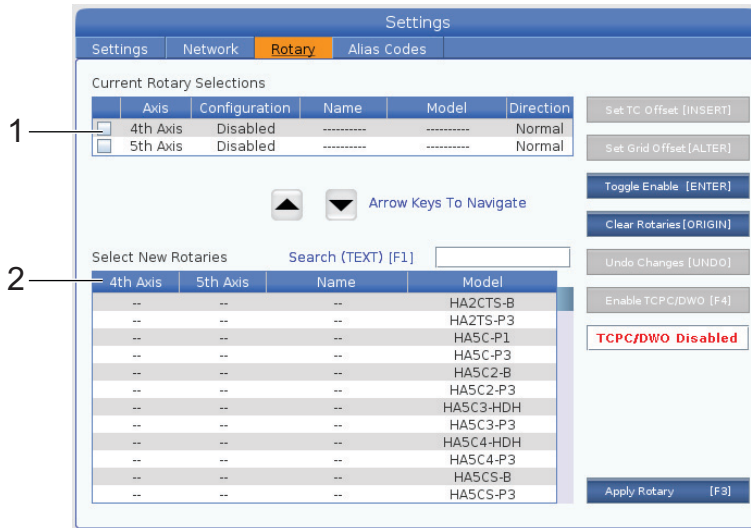 Settings
Settings Network Rotary Alias Codes
Current Rotary Selections
Axis Configuration Name Model Direction
1 4th Axis Disabled ---------- ---------- Normal
5th Axis Disabled ---------- ---------- Normal
Set TC Offset [INSERT]
Set Grid Offset [ALTER]
Toggle Enable [ENTER]
Clear Rotaries [ORIGIN]
Undo Changes [UNDO]
Enable TCPC/DWO [F4]
TCPC/DWO Disabled
Arrow Keys To Navigate
Select New Rotaries Search (TEXT) [F1]
2 4th Axis 5th Axis Name Model
-- -- -- HA2CTS-B
-- -- -- HA2TS-P3
-- -- -- HA5C-P1
-- -- -- HA5C-P3
-- -- -- HA5C2-B
-- -- -- HA5C2-P3
-- -- -- HA5C3-HDH
-- -- -- HA5C3-P3
-- -- -- HA5C4-HDH
-- -- -- HA5C4-P3
-- -- -- HA5CS-B
-- -- -- HA5CS-P3
Apply Rotary [F3]